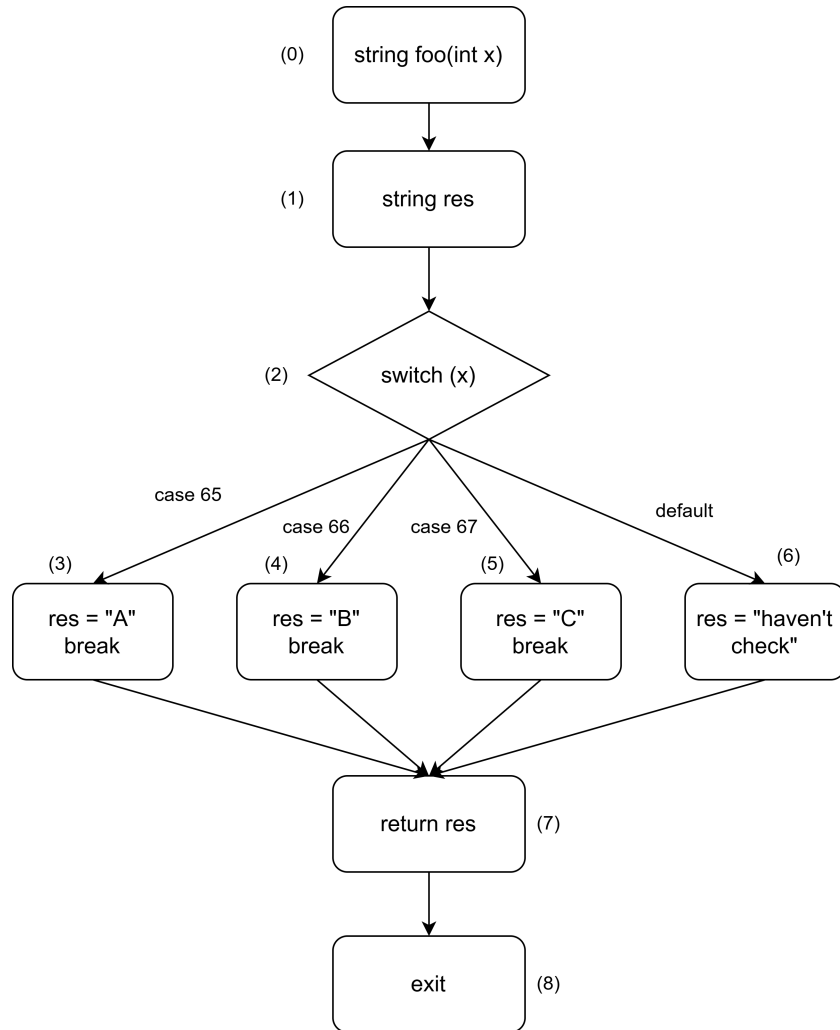 (0)
string foo(int x)
(1)
string res
(2)
switch (x)
case 65
case 66
case 67
default
(3)
(4)
(5)
(6)
res = "A"
break
res = "B"
break
res = "C"
break
res = "haven't
check"
return res
(7)
exit
(8)